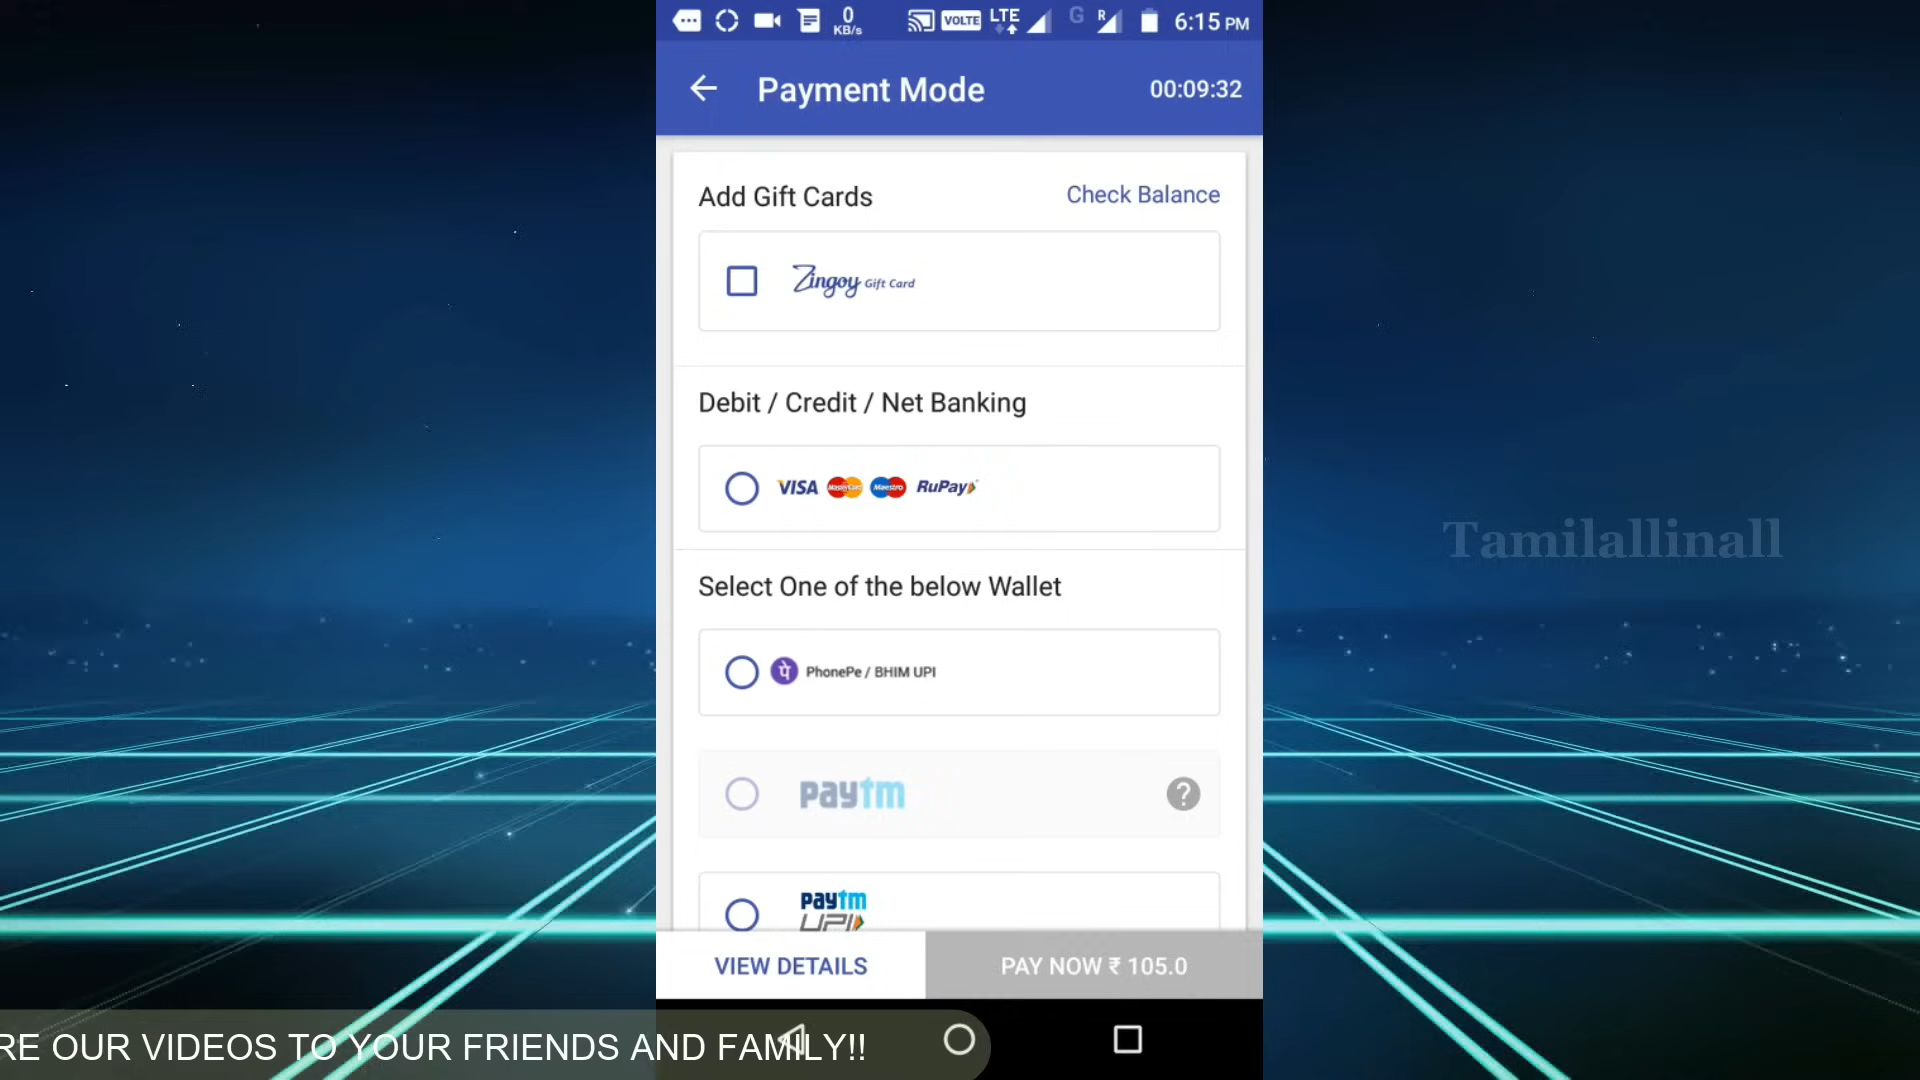 0
KB/s
VOLTE
LTE
G
R
6:15 PM
Payment Mode
00:09:32
Add Gift Cards
Check Balance
Zingoy Gift Card
Debit / Credit / Net Banking
VISA MasterCard Maestro RuPay
Select One of the below Wallet
पे PhonePe / BHIM UPI
paytm
?
paytm
UPI
VIEW DETAILS
PAY NOW ₹ 105.0
Tamilallinall
RE OUR VIDEOS TO YOUR FRIENDS AND FAMILY!!